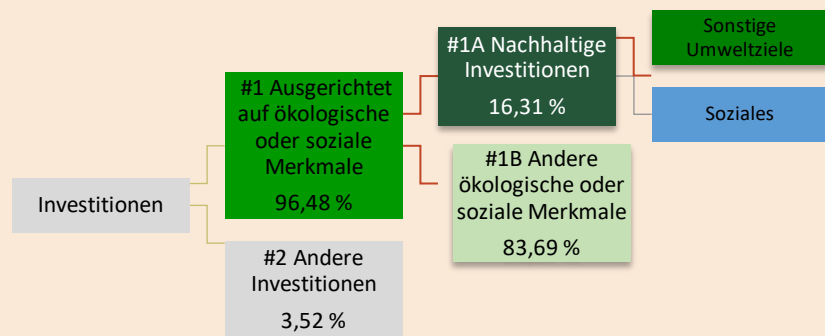 Investitionen
#1 Ausgerichtet
auf ökologische
oder soziale
Merkmale
96,48 %
#2 Andere
Investitionen
3,52 %
#1A Nachhaltige
Investitionen
16,31 %
#1B Andere
ökologische oder
soziale Merkmale
83,69 %
Sonstige
Umweltziele
Soziales